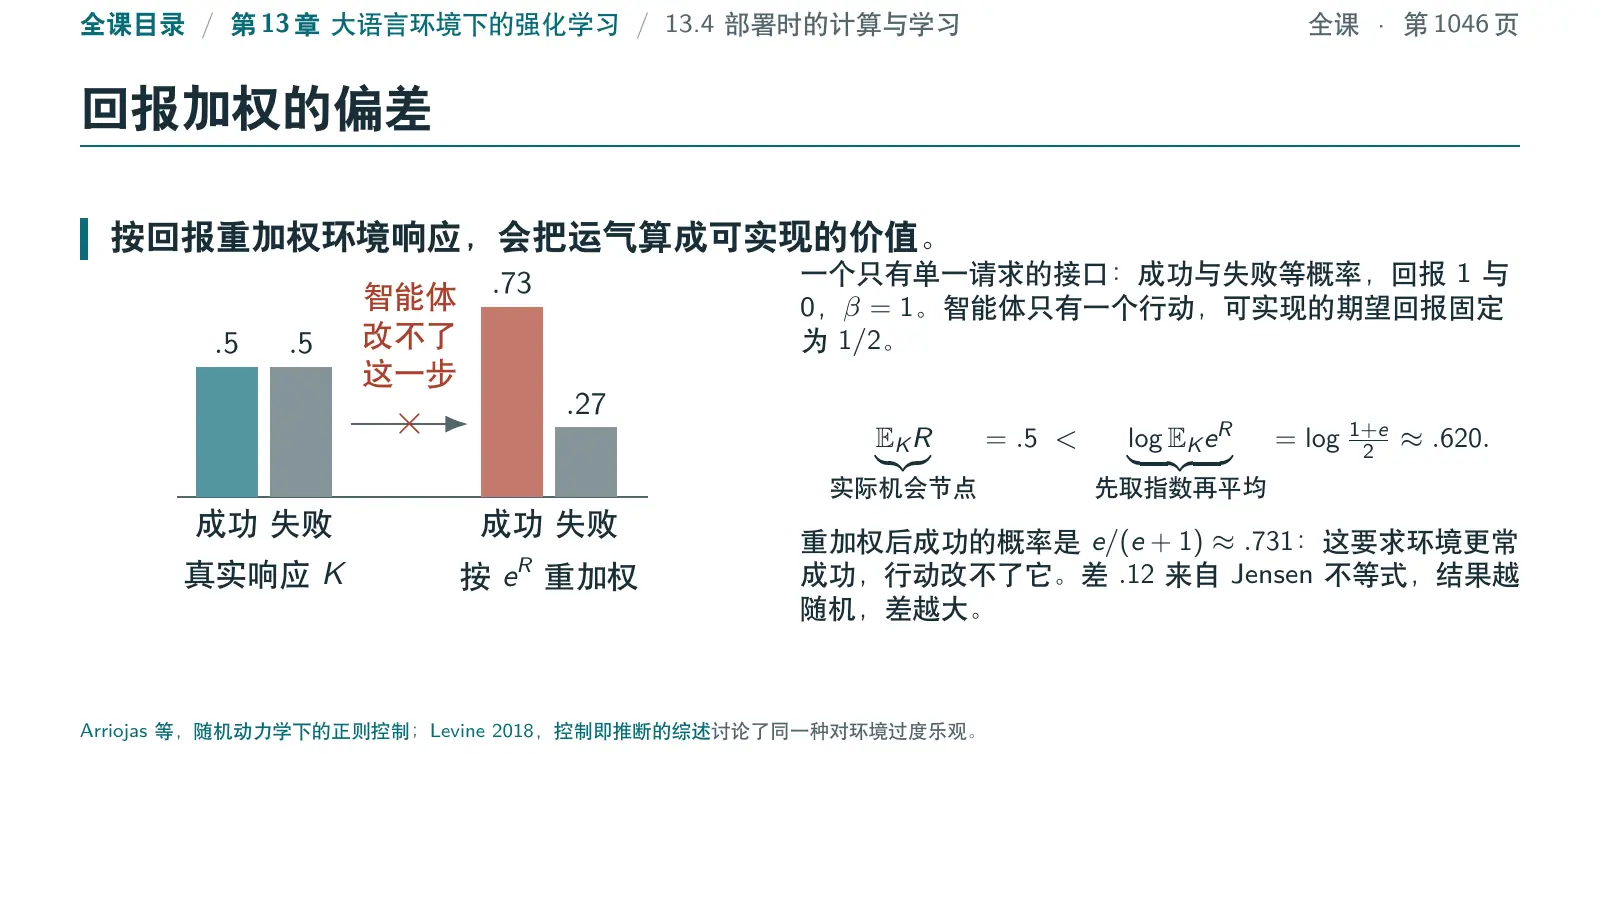 全课目录 / 第 13 章 大语言环境下的强化学习 / 13.4 部署时的计算与学习
全课 · 第 1046 页
回报加权的偏差
按回报重加权环境响应，会把运气算成可实现的价值。
.5 .5
智能体
改不了
这一步
.73
.27
成功 失败
成功 失败
真实响应 K
按 e^R 重加权
一个只有单一请求的接口：成功与失败等概率，回报 1 与
0，β = 1。智能体只有一个行动，可实现的期望回报固定
为 1/2。
𝔼_K R = .5 < log 𝔼_K e^R = log (1+e)/2 ≈ .620.
实际机会节点 先取指数再平均
重加权后成功的概率是 e/(e + 1) ≈ .731：这要求环境更常
成功，行动改不了它。差 .12 来自 Jensen 不等式，结果越
随机，差越大。
Arriojas 等，随机动力学下的正则控制；Levine 2018，控制即推断的综述讨论了同一种对环境过度乐观。